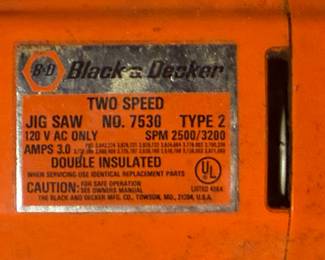 B&D Black & Decker
TWO SPEED
JIG SAW NO. 7530 TYPE 2
120 V AC ONLY SPM 2500/3200
AMPS 3.0
DOUBLE INSULATED
WHEN SERVICING USE IDENTICAL REPLACEMENT PARTS
CAUTION: FOR SAFE OPERATION
SEE OWNERS MANUAL
THE BLACK AND DECKER MFG. CO., TOWSON, MD., 21204, U.S.A.
UL
LISTED